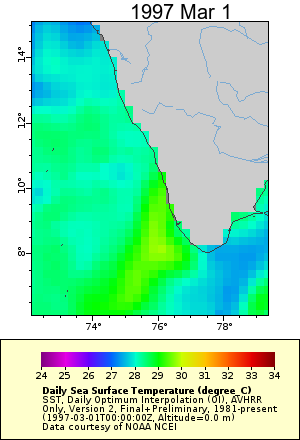 1997 Mar 1
14°
12°
10°
8°
74°
76°
78°
24 25 26 27 28 29 30 31 32 33 34
Daily Sea Surface Temperature (degree_C)
SST, Daily Optimum Interpolation (OI), AVHRR
Only, Version 2, Final+Preliminary, 1981-present
(1997-03-01T00:00:00Z, Altitude=0.0 m)
Data courtesy of NOAA NCEI